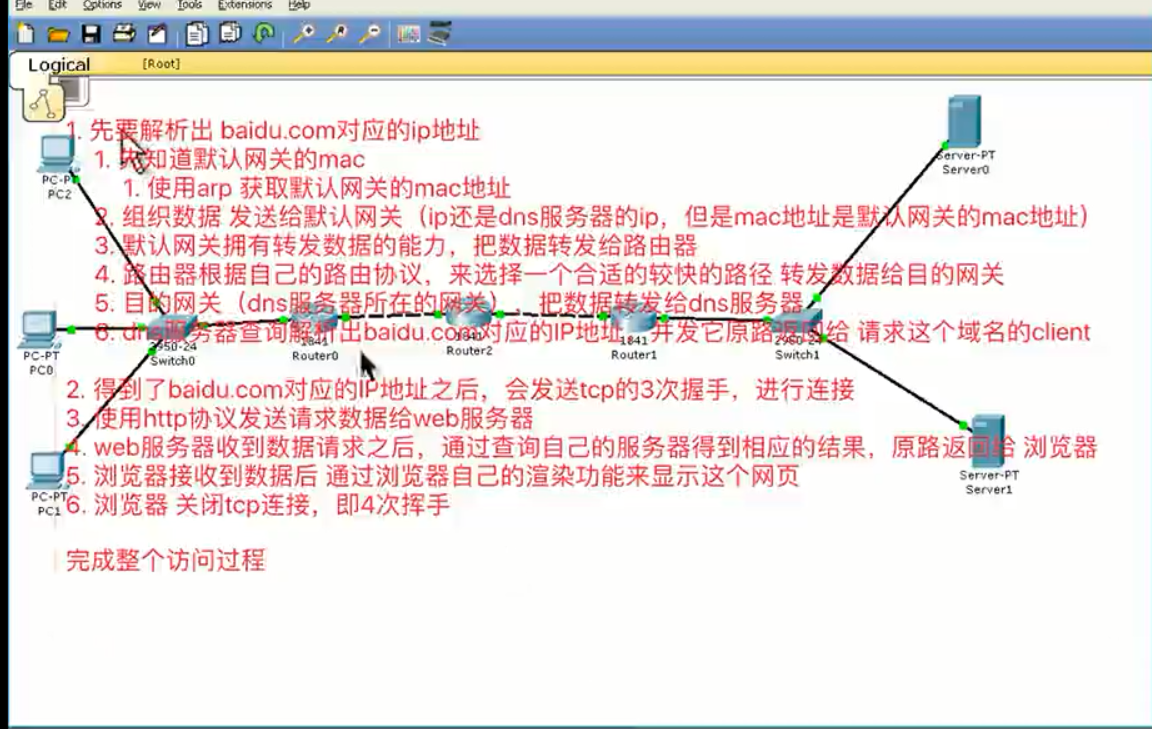 File Edit Options View Tools Extensions Help
Logical [Root]
1. 先要解析出 baidu.com对应的ip地址
1. 先知道默认网关的mac
1. 使用arp 获取默认网关的mac地址
2. 组织数据 发送给默认网关（ip还是dns服务器的ip，但是mac地址是默认网关的mac地址）
3. 默认网关拥有转发数据的能力，把数据转发给路由器
4. 路由器根据自己的路由协议，来选择一个合适的较快的路径 转发数据给目的网关
5. 目的网关（dns服务器所在的网关），把数据转发给dns服务器
6. dns服务器查询解析出baidu.com对应的IP地址，并发它原路返回给 请求这个域名的client
2. 得到了baidu.com对应的IP地址之后，会发送tcp的3次握手，进行连接
3. 使用http协议发送请求数据给web服务器
4. web服务器收到数据请求之后，通过查询自己的服务器得到相应的结果，原路返回给 浏览器
5. 浏览器接收到数据后 通过浏览器自己的渲染功能来显示这个网页
6. 浏览器 关闭tcp连接，即4次挥手
完成整个访问过程
PC-PT
PC2
PC-PT
PC0
PC-PT
PC1
2950-24
Switch0
1841
Router0
1841
Router2
1841
Router1
2950-24
Switch1
Server-PT
Server0
Server-PT
Server1